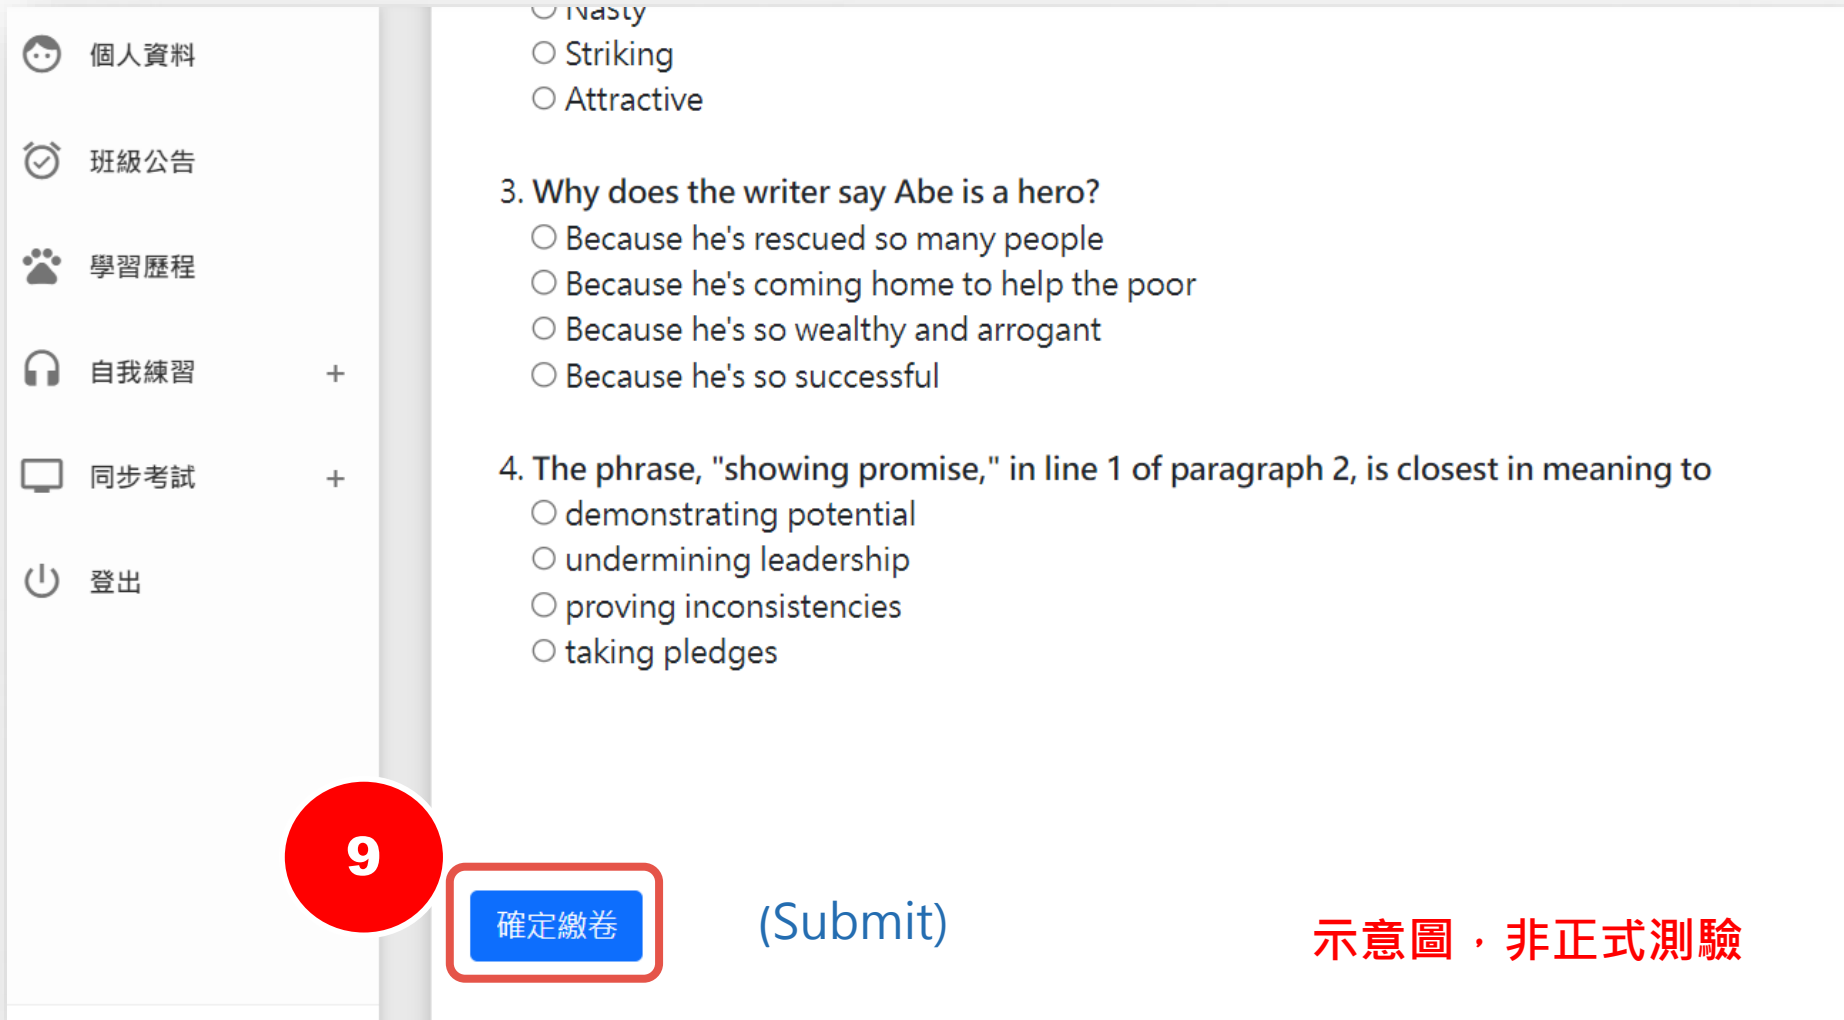 個人資料
班級公告
學習歷程
自我練習 +
同步考試 +
登出
Nasty
Striking
Attractive
3. Why does the writer say Abe is a hero?
Because he's rescued so many people
Because he's coming home to help the poor
Because he's so wealthy and arrogant
Because he's so successful
4. The phrase, "showing promise," in line 1 of paragraph 2, is closest in meaning to
demonstrating potential
undermining leadership
proving inconsistencies
taking pledges
9
確定繳卷
(Submit)
示意圖，非正式測驗